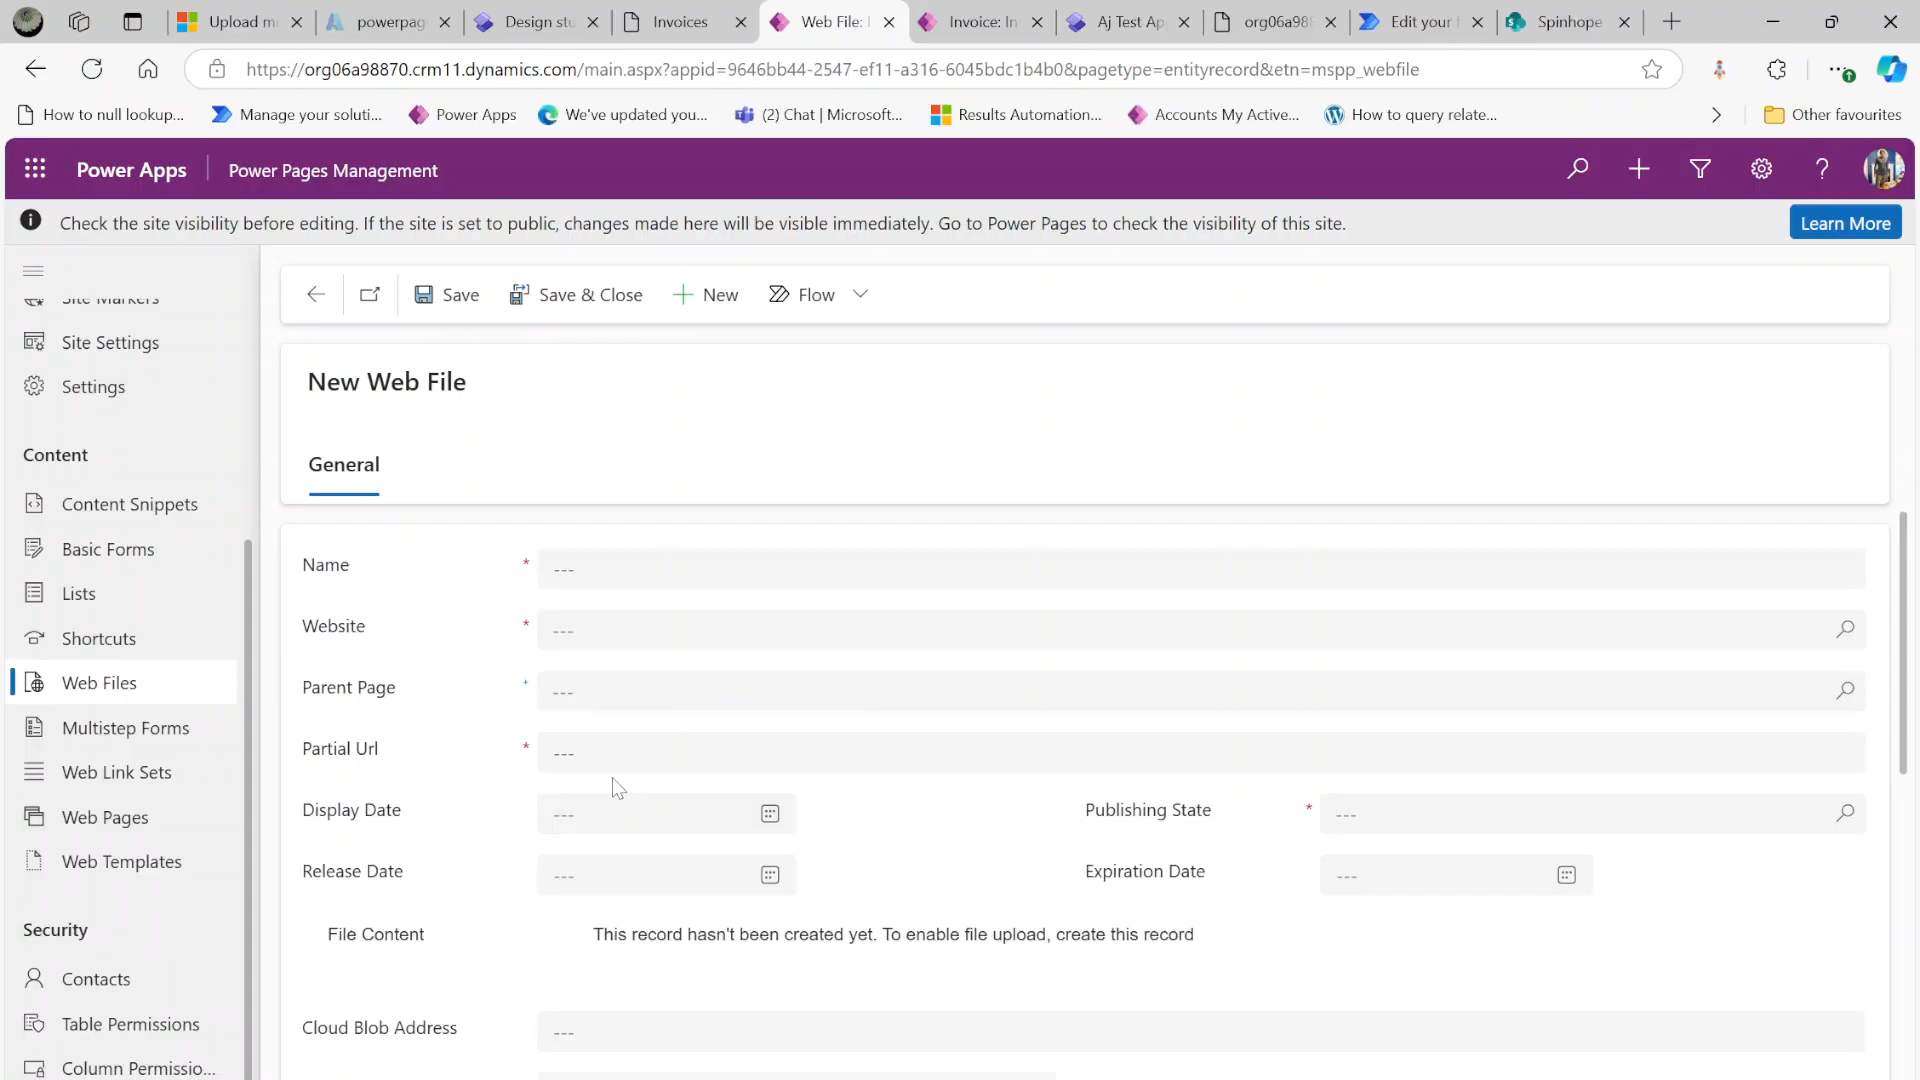 Upload mu
powerpag
Design stu
Invoices
Web File: I
Invoice: In
Aj Test Ap
org06a988
Edit your f
Spinhope
https://org06a98870.crm11.dynamics.com/main.aspx?appid=9646bb44-2547-ef11-a316-6045bdc1b4b0&pagetype=entityrecord&etn=mspp_webfile
How to null lookup...
Manage your soluti...
Power Apps
We've updated you...
(2) Chat | Microsoft...
Results Automation...
Accounts My Active...
How to query relate...
Other favourites
Power Apps
Power Pages Management
Check the site visibility before editing. If the site is set to public, changes made here will be visible immediately. Go to Power Pages to check the visibility of this site.
Learn More
Site Markers
Site Settings
Settings
Content
Content Snippets
Basic Forms
Lists
Shortcuts
Web Files
Multistep Forms
Web Link Sets
Web Pages
Web Templates
Security
Contacts
Table Permissions
Column Permissio...
Save
Save & Close
New
Flow
New Web File
General
Name * ---
Website * ---
Parent Page + ---
Partial Url * ---
Display Date ---
Publishing State * ---
Release Date ---
Expiration Date ---
File Content This record hasn't been created yet. To enable file upload, create this record
Cloud Blob Address ---